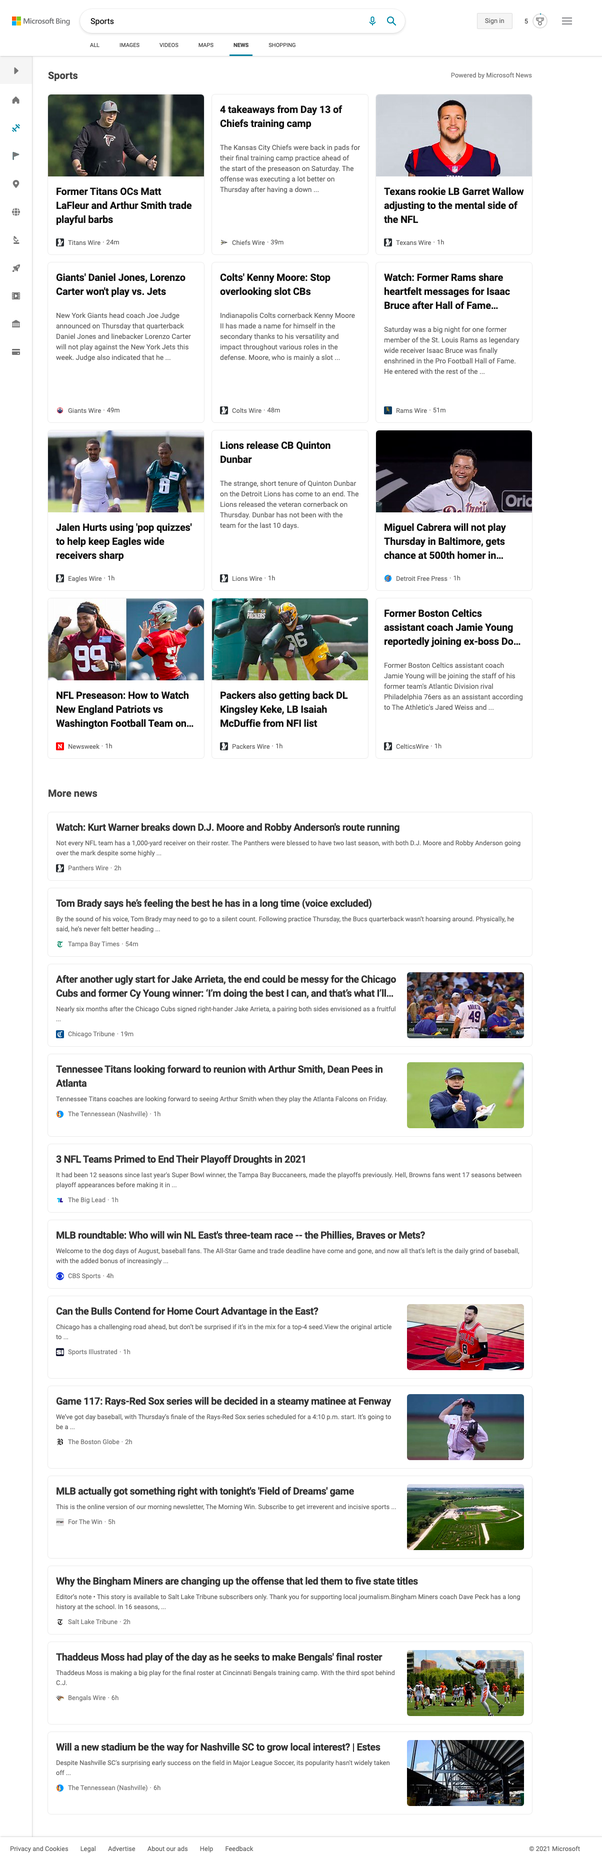 Microsoft Bing
Sports
Sign in
5
ALL
IMAGES
VIDEOS
MAPS
NEWS
SHOPPING
Sports
Powered by Microsoft News
Former Titans OCs Matt
LaFleur and Arthur Smith trade
playful barbs
Titans Wire · 24m
4 takeaways from Day 13 of
Chiefs training camp
The Kansas City Chiefs were back in pads for
their final training camp practice ahead of
the start of the preseason on Saturday. The
offense was executing a lot better on
Thursday after having a down ...
Chiefs Wire · 39m
Texans rookie LB Garret Wallow
adjusting to the mental side of
the NFL
Texans Wire · 1h
Giants' Daniel Jones, Lorenzo
Carter won't play vs. Jets
New York Giants head coach Joe Judge
announced on Thursday that quarterback
Daniel Jones and linebacker Lorenzo Carter
will not play against the New York Jets this
week. Judge also indicated that he ...
Giants Wire · 49m
Colts' Kenny Moore: Stop
overlooking slot CBs
Indianapolis Colts cornerback Kenny Moore
II has made a name for himself in the
secondary thanks to his versatility and
impact throughout various roles in the
defense. Moore, who is mainly a slot ...
Colts Wire · 48m
Watch: Former Rams share
heartfelt messages for Isaac
Bruce after Hall of Fame...
Saturday was a big night for one former
member of the St. Louis Rams as legendary
wide receiver Isaac Bruce was finally
enshrined in the Pro Football Hall of Fame.
He entered with the rest of the ...
Rams Wire · 51m
Jalen Hurts using 'pop quizzes'
to help keep Eagles wide
receivers sharp
Eagles Wire · 1h
Lions release CB Quinton
Dunbar
The strange, short tenure of Quinton Dunbar
on the Detroit Lions has come to an end. The
Lions released the veteran cornerback on
Thursday. Dunbar has not been with the
team for the last 10 days.
Lions Wire · 1h
Miguel Cabrera will not play
Thursday in Baltimore, gets
chance at 500th homer in...
Detroit Free Press · 1h
NFL Preseason: How to Watch
New England Patriots vs
Washington Football Team on...
Newsweek · 1h
Packers also getting back DL
Kingsley Keke, LB Isaiah
McDuffie from NFI list
Packers Wire · 1h
Former Boston Celtics
assistant coach Jamie Young
reportedly joining ex-boss Do...
Former Boston Celtics assistant coach
Jamie Young will be joining the staff of his
former team's Atlantic Division rival
Philadelphia 76ers as an assistant according
to The Athletic's Jared Weiss and ...
CelticsWire · 1h
More news
Watch: Kurt Warner breaks down D.J. Moore and Robby Anderson's route running
Not every NFL team has a 1,000-yard receiver on their roster. The Panthers were blessed to have two last season, with both D.J. Moore and Robby Anderson going
over the mark despite some highly ...
Panthers Wire · 2h
Tom Brady says he's feeling the best he has in a long time (voice excluded)
By the sound of his voice, Tom Brady may need to go to a silent count. Following practice Thursday, the Bucs quarterback wasn't hoarsing around. Physically, he
said, he's never felt better heading ...
Tampa Bay Times · 54m
After another ugly start for Jake Arrieta, the end could be messy for the Chicago
Cubs and former Cy Young winner: 'I'm doing the best I can, and that's what I'll...
Nearly six months after the Chicago Cubs signed right-hander Jake Arrieta, a pairing both sides envisioned as a fruitful
...
Chicago Tribune · 19m
Tennessee Titans looking forward to reunion with Arthur Smith, Dean Pees in
Atlanta
Tennessee Titans coaches are looking forward to seeing Arthur Smith when they play the Atlanta Falcons on Friday.
The Tennessean (Nashville) · 1h
3 NFL Teams Primed to End Their Playoff Droughts in 2021
It had been 12 seasons since last year's Super Bowl winner, the Tampa Bay Buccaneers, made the playoffs previously. Hell, Browns fans went 17 seasons between
playoff appearances before making it in ...
The Big Lead · 1h
MLB roundtable: Who will win NL East's three-team race -- the Phillies, Braves or Mets?
Welcome to the dog days of August, baseball fans. The All-Star Game and trade deadline have come and gone, and now all that's left is the daily grind of baseball,
with the added bonus of increasingly ...
CBS Sports · 4h
Can the Bulls Contend for Home Court Advantage in the East?
Chicago has a challenging road ahead, but don't be surprised if it's in the mix for a top-4 seed.View the original article
to ...
Sports Illustrated · 1h
Game 117: Rays-Red Sox series will be decided in a steamy matinee at Fenway
We've got day baseball, with Thursday's finale of the Rays-Red Sox series scheduled for a 4:10 p.m. start. It's going to
be a ...
The Boston Globe · 2h
MLB actually got something right with tonight's 'Field of Dreams' game
This is the online version of our morning newsletter, The Morning Win. Subscribe to get irreverent and incisive sports ...
For The Win · 5h
Why the Bingham Miners are changing up the offense that led them to five state titles
Editor's note • This story is available to Salt Lake Tribune subscribers only. Thank you for supporting local journalism.Bingham Miners coach Dave Peck has a long
history at the school. In 16 seasons, ...
Salt Lake Tribune · 2h
Thaddeus Moss had play of the day as he seeks to make Bengals' final roster
Thaddeus Moss is making a big play for the final roster at Cincinnati Bengals training camp. With the third spot behind
C.J.
Bengals Wire · 6h
Will a new stadium be the way for Nashville SC to grow local interest? | Estes
Despite Nashville SC's surprising early success on the field in Major League Soccer, its popularity hasn't widely taken
off ...
The Tennessean (Nashville) · 6h
Privacy and Cookies
Legal
Advertise
About our ads
Help
Feedback
© 2021 Microsoft